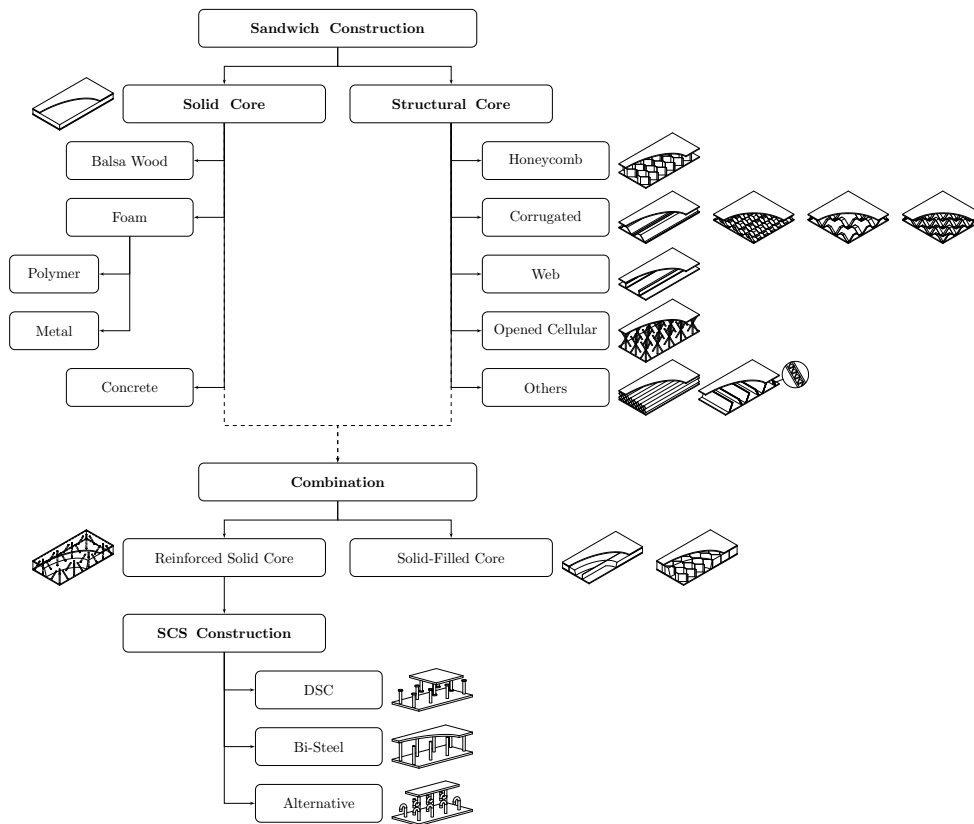 Sandwich Construction
Solid Core
Structural Core
Balsa Wood
Honeycomb
Foam
Corrugated
Polymer
Web
Metal
Opened Cellular
Concrete
Others
Combination
Reinforced Solid Core
Solid-Filled Core
SCS Construction
DSC
Bi-Steel
Alternative